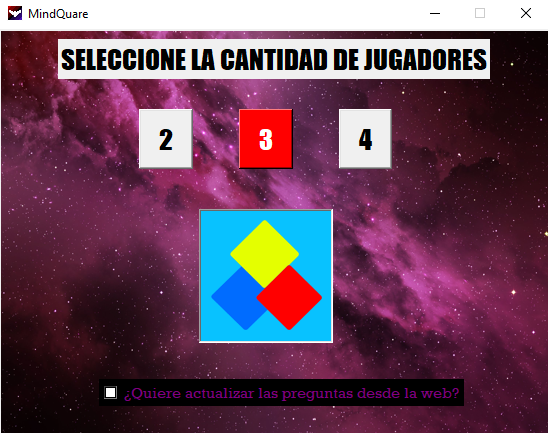 MindQuare
SELECCIONE LA CANTIDAD DE JUGADORES
2 3 4
¿Quiere actualizar las preguntas desde la web?